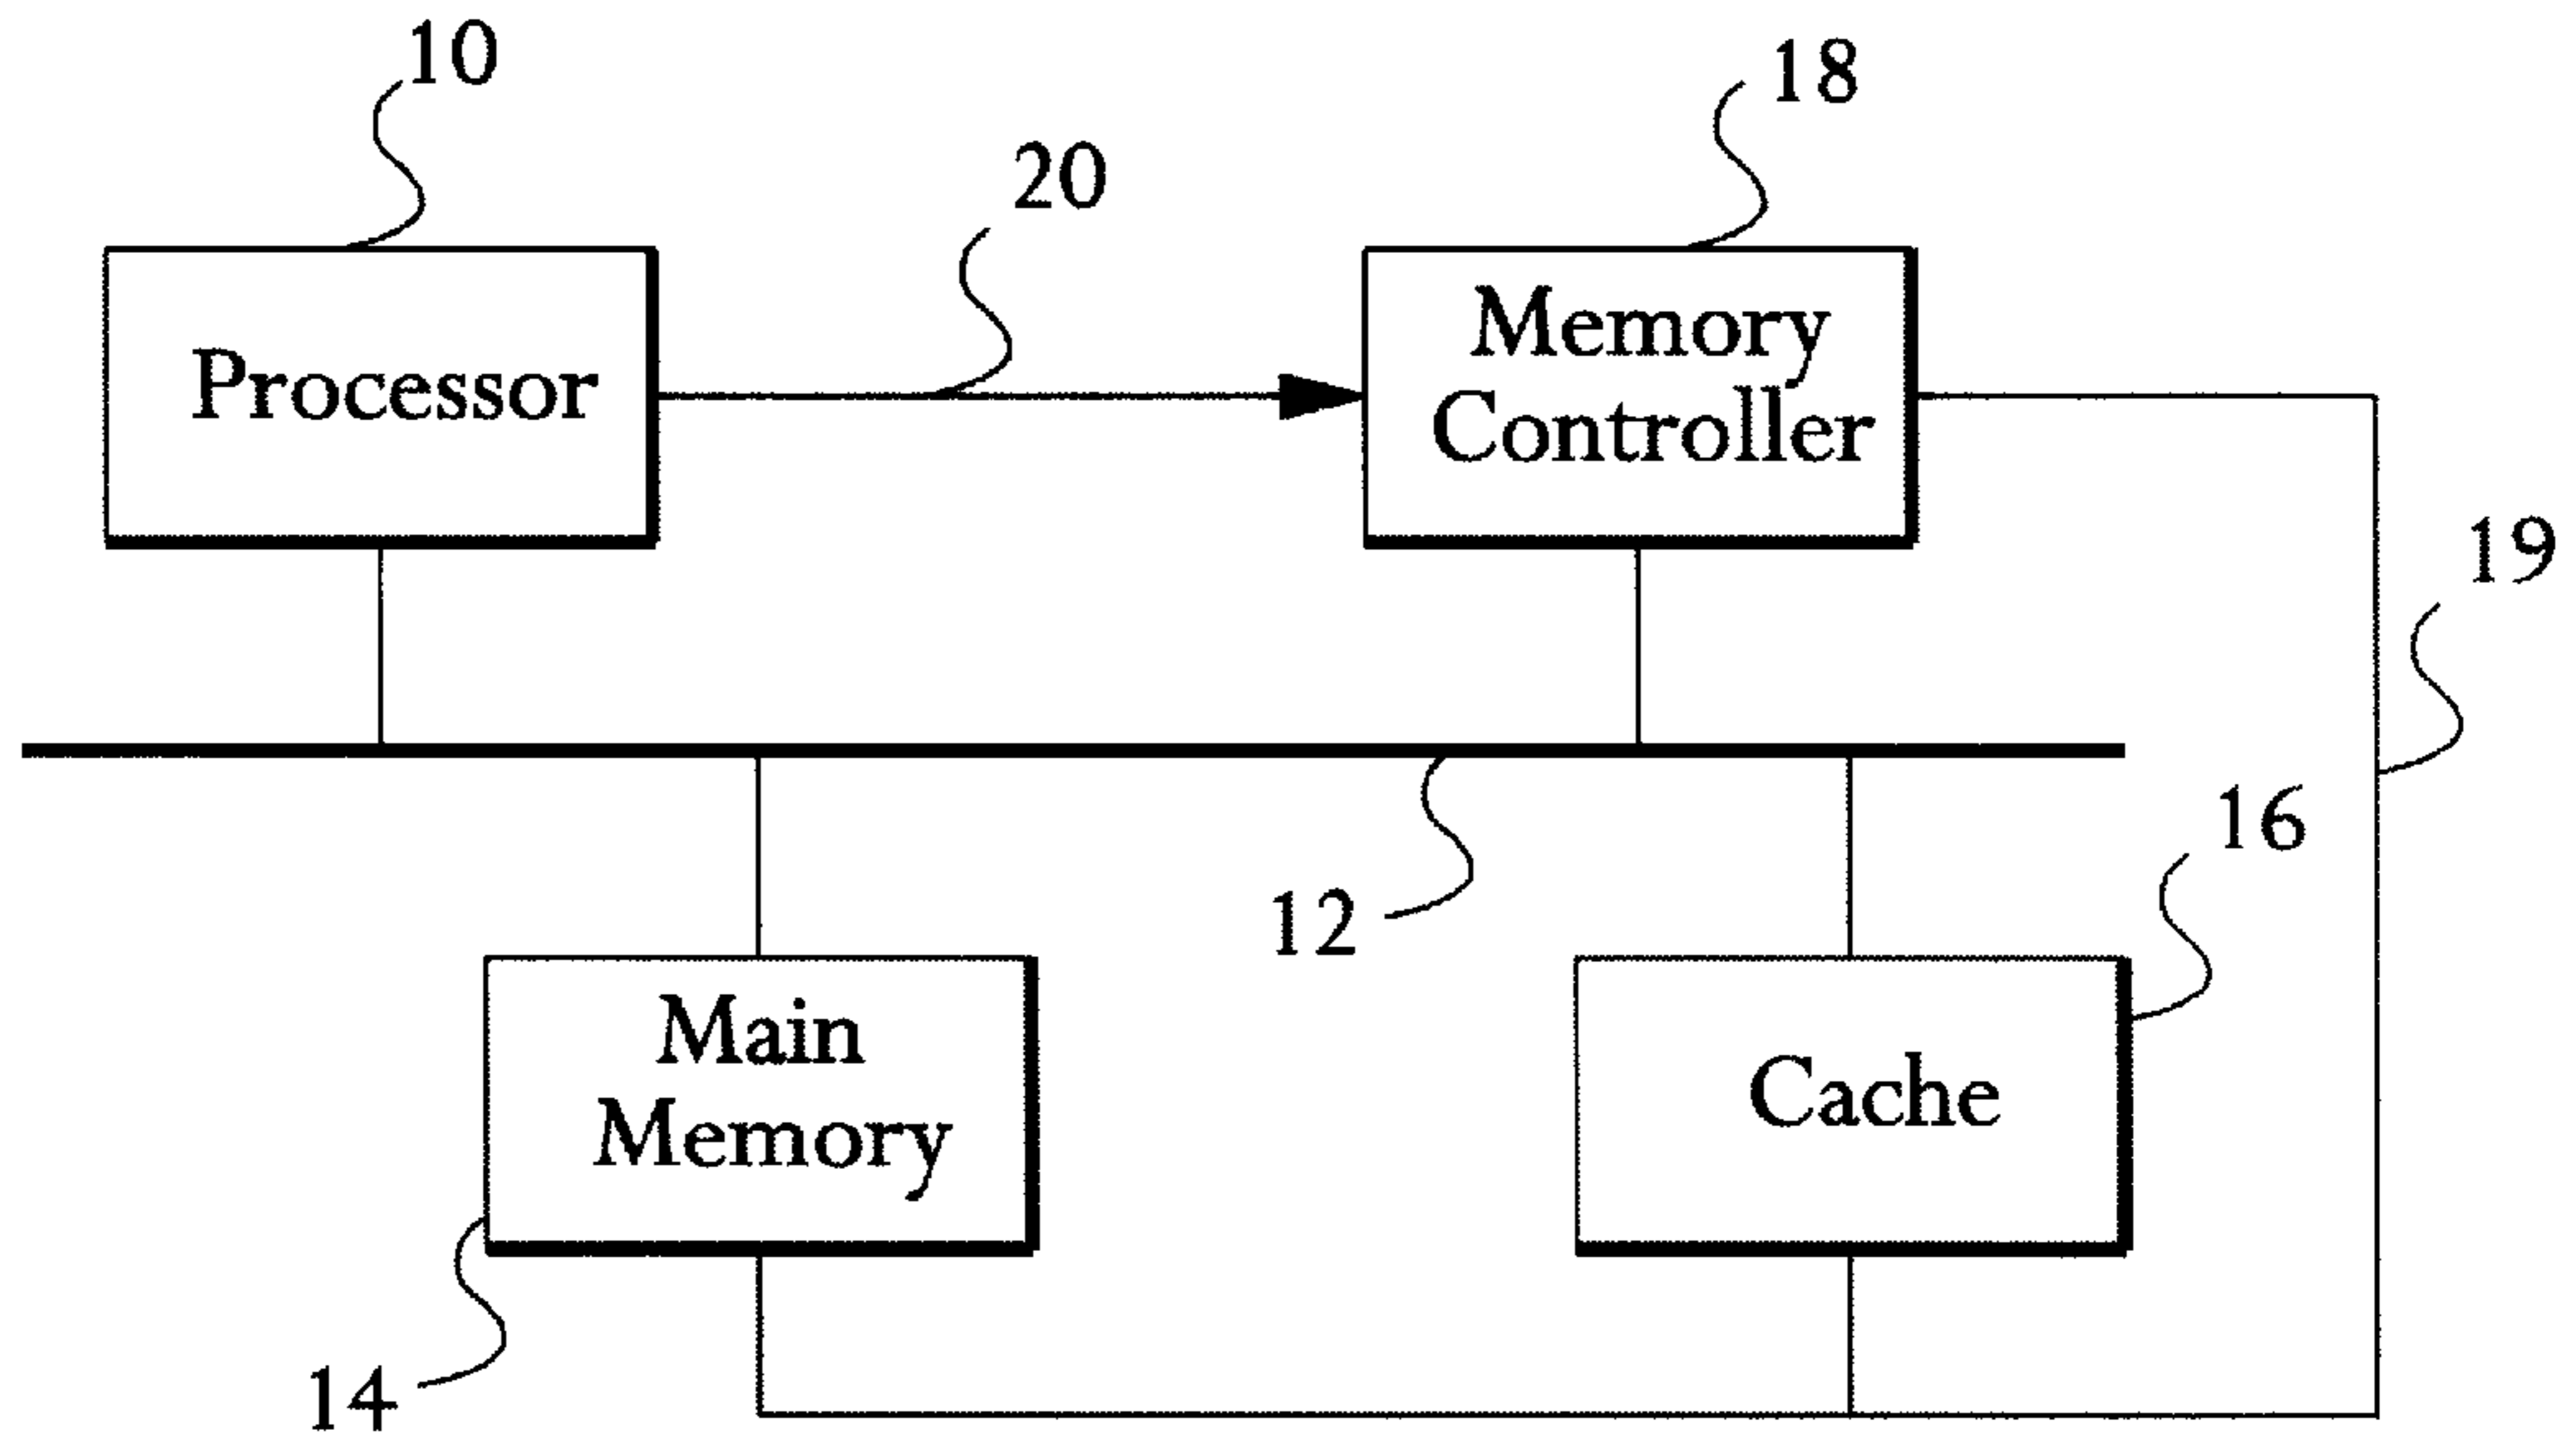 10
18
20
Processor
Memory
Controller
19
16
12
Main
Memory
Cache
14